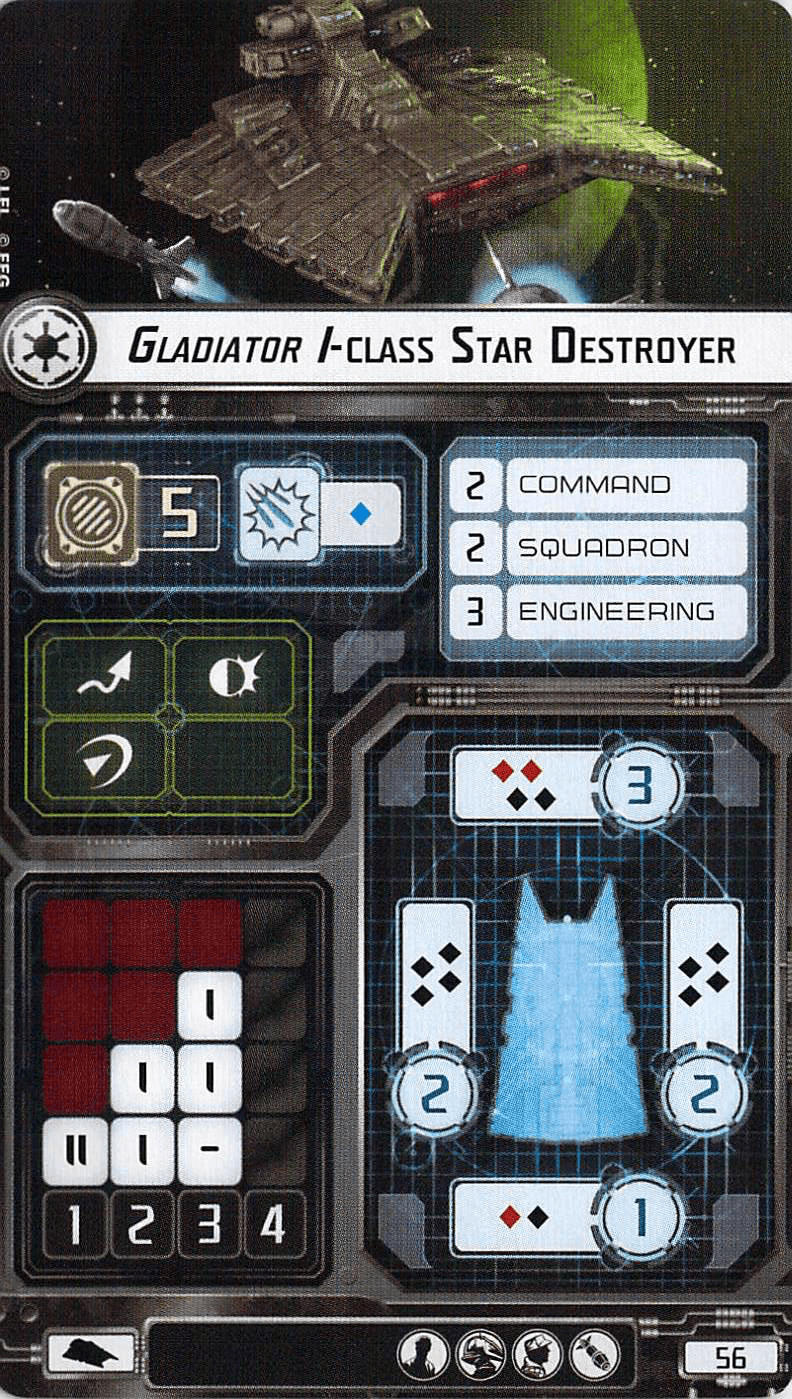 © LFL © FFG
GLADIATOR I-CLASS STAR DESTROYER
5
2 COMMAND
2 SQUADRON
3 ENGINEERING
3
I
I I
II I -
2 2
1 2 3 4
1
56